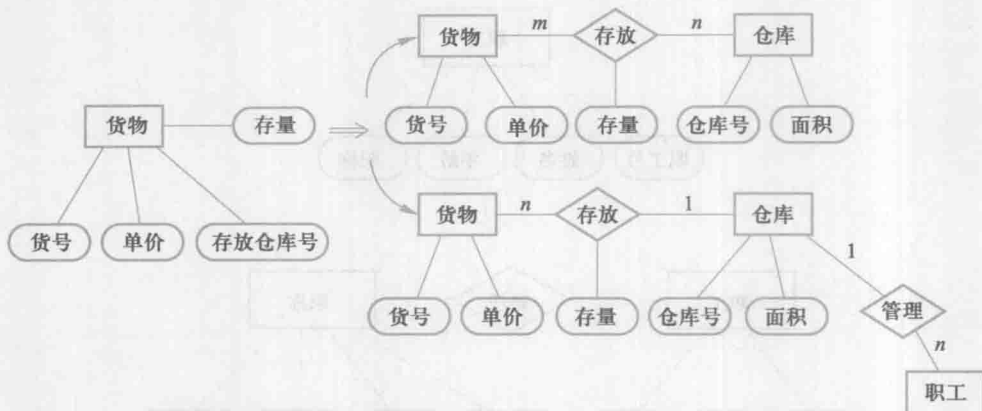 货物 m 存放 n 仓库
货号 单价 存量 仓库号 面积
货物 存量
货号 单价 存放仓库号
货物 n 存放 1 仓库
货号 单价 存量 仓库号 面积
1
管理
n
职工